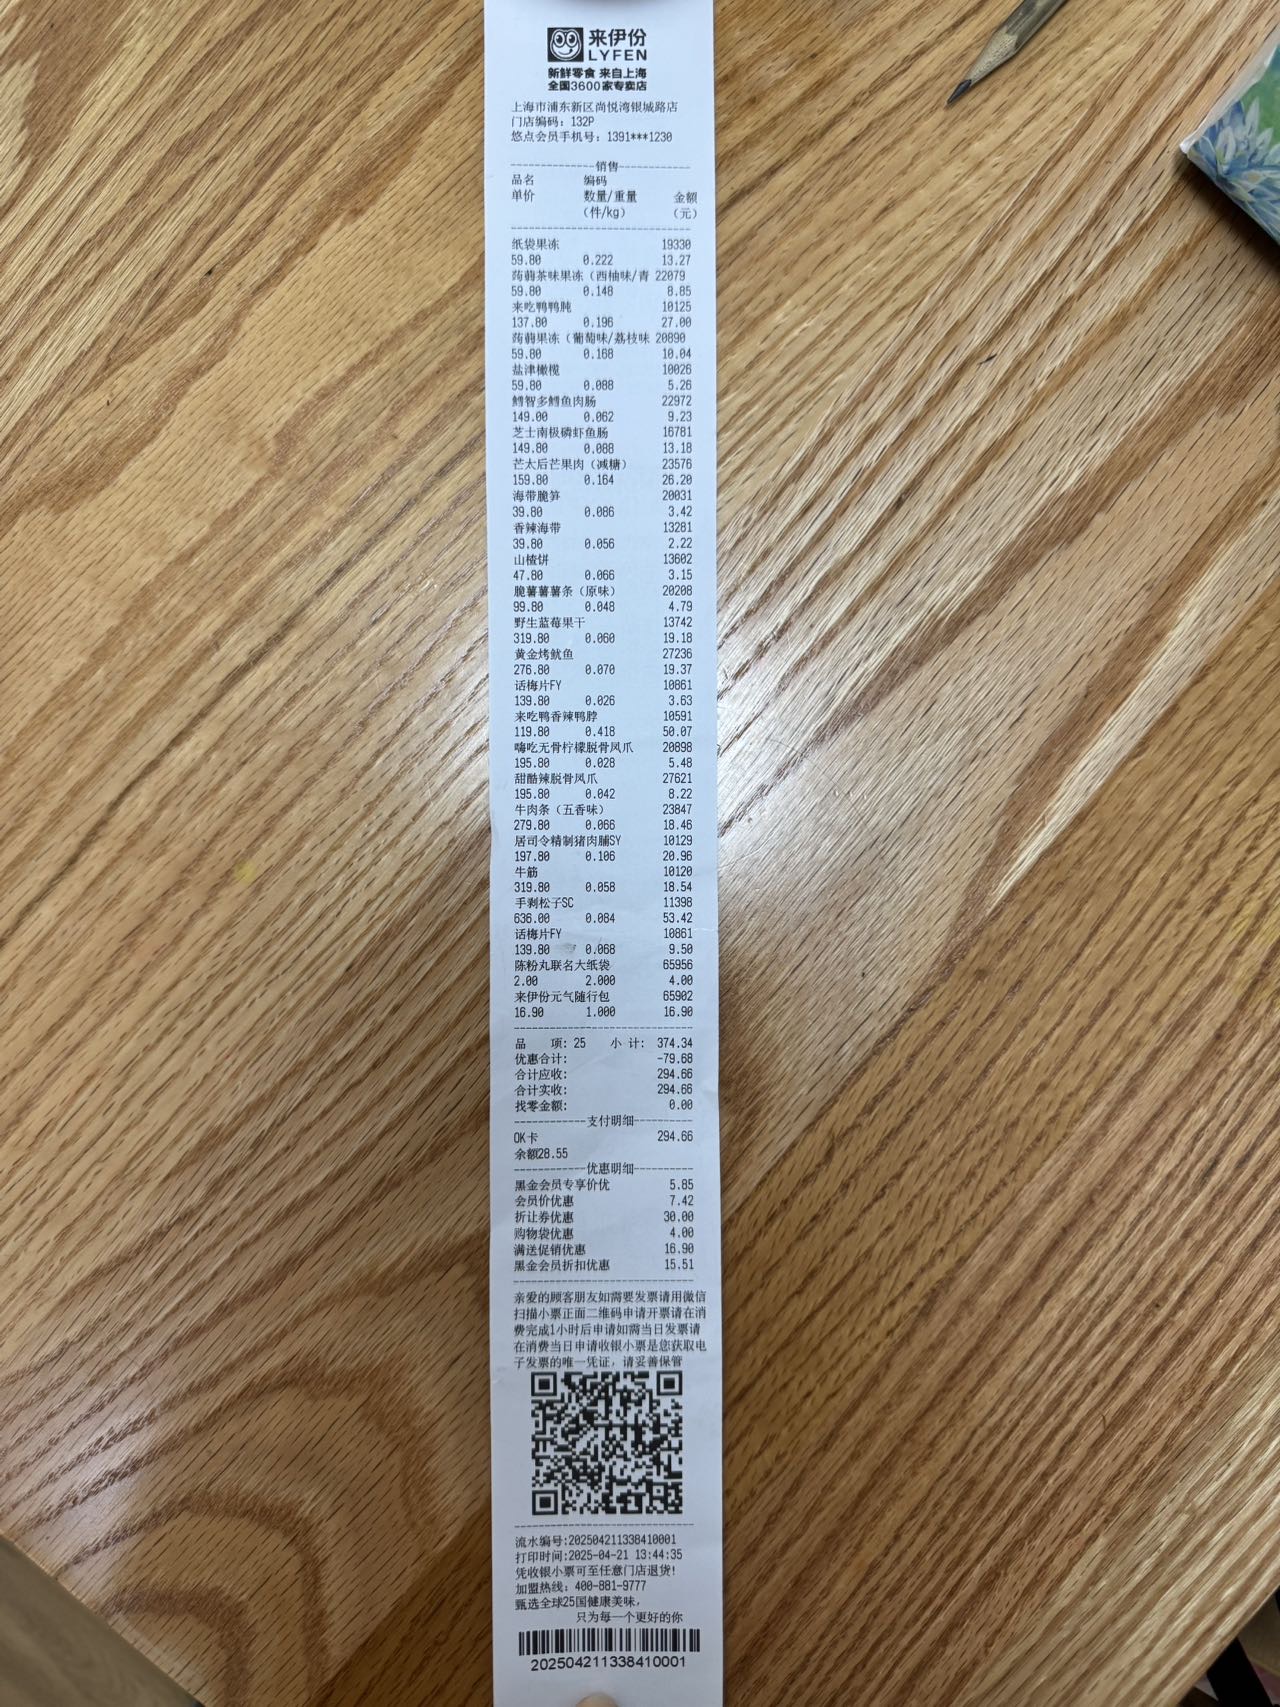 来伊份
LYFEN
新鲜零食 来自上海
全国3600家专卖店
上海市浦东新区尚悦湾银城路店
门店编码：132P
悠点会员手机号：1391***1230
--------------销售------------
品名 编码
单价 数量/重量 金额
（件/kg） （元）
------------------------------
纸袋果冻 19330
59.80 0.222 13.27
蒟蒻茶味果冻（西柚味/青 22079
59.80 0.148 8.85
来吃鸭鸭肫 10125
137.80 0.196 27.00
蒟蒻果冻（葡萄味/荔枝味 20890
59.80 0.168 10.04
盐津橄榄 10026
59.80 0.088 5.26
鳕智多鳕鱼肉肠 22972
149.00 0.062 9.23
芝士南极磷虾鱼肠 16781
149.80 0.088 13.18
芒太后芒果肉（减糖） 23576
159.80 0.164 26.20
海带脆笋 20031
39.80 0.086 3.42
香辣海带 13281
39.80 0.056 2.22
山楂饼 13602
47.80 0.066 3.15
脆薯薯薯条（原味） 20208
99.80 0.048 4.79
野生蓝莓果干 13742
319.80 0.060 19.18
黄金烤鱿鱼 27236
276.80 0.070 19.37
话梅片FY 10861
139.80 0.026 3.63
来吃鸭香辣鸭脖 10591
119.80 0.418 50.07
嗨吃无骨柠檬脱骨凤爪 20898
195.80 0.028 5.48
甜酷辣脱骨凤爪 27621
195.80 0.042 8.22
牛肉条（五香味） 23847
279.80 0.066 18.46
居司令精制猪肉脯SY 10129
197.80 0.106 20.96
牛筋 10120
319.80 0.058 18.54
手剥松子SC 11398
636.00 0.084 53.42
话梅片FY 10861
139.80 0.068 9.50
陈粉丸联名大纸袋 65956
2.00 2.000 4.00
来伊份元气随行包 65902
16.90 1.000 16.90
------------------------------
品 项: 25 小 计: 374.34
优惠合计: -79.68
合计应收: 294.66
合计实收: 294.66
找零金额: 0.00
------------支付明细----------
OK卡 294.66
余额28.55
------------优惠明细----------
黑金会员专享价优 5.85
会员价优惠 7.42
折让券优惠 30.00
购物袋优惠 4.00
满送促销优惠 16.90
黑金会员折扣优惠 15.51
------------------------------
亲爱的顾客朋友如需要发票请用微信
扫描小票正面二维码申请开票请在消
费完成1小时后申请如需当日发票请
在消费当日申请收银小票是您获取电
子发票的唯一凭证，请妥善保管
------------------------------
流水编号:202504211338410001
打印时间:2025-04-21 13:44:35
凭收银小票可至任意门店退货!
加盟热线：400-881-9777
甄选全球25国健康美味，
只为每一个更好的你
202504211338410001